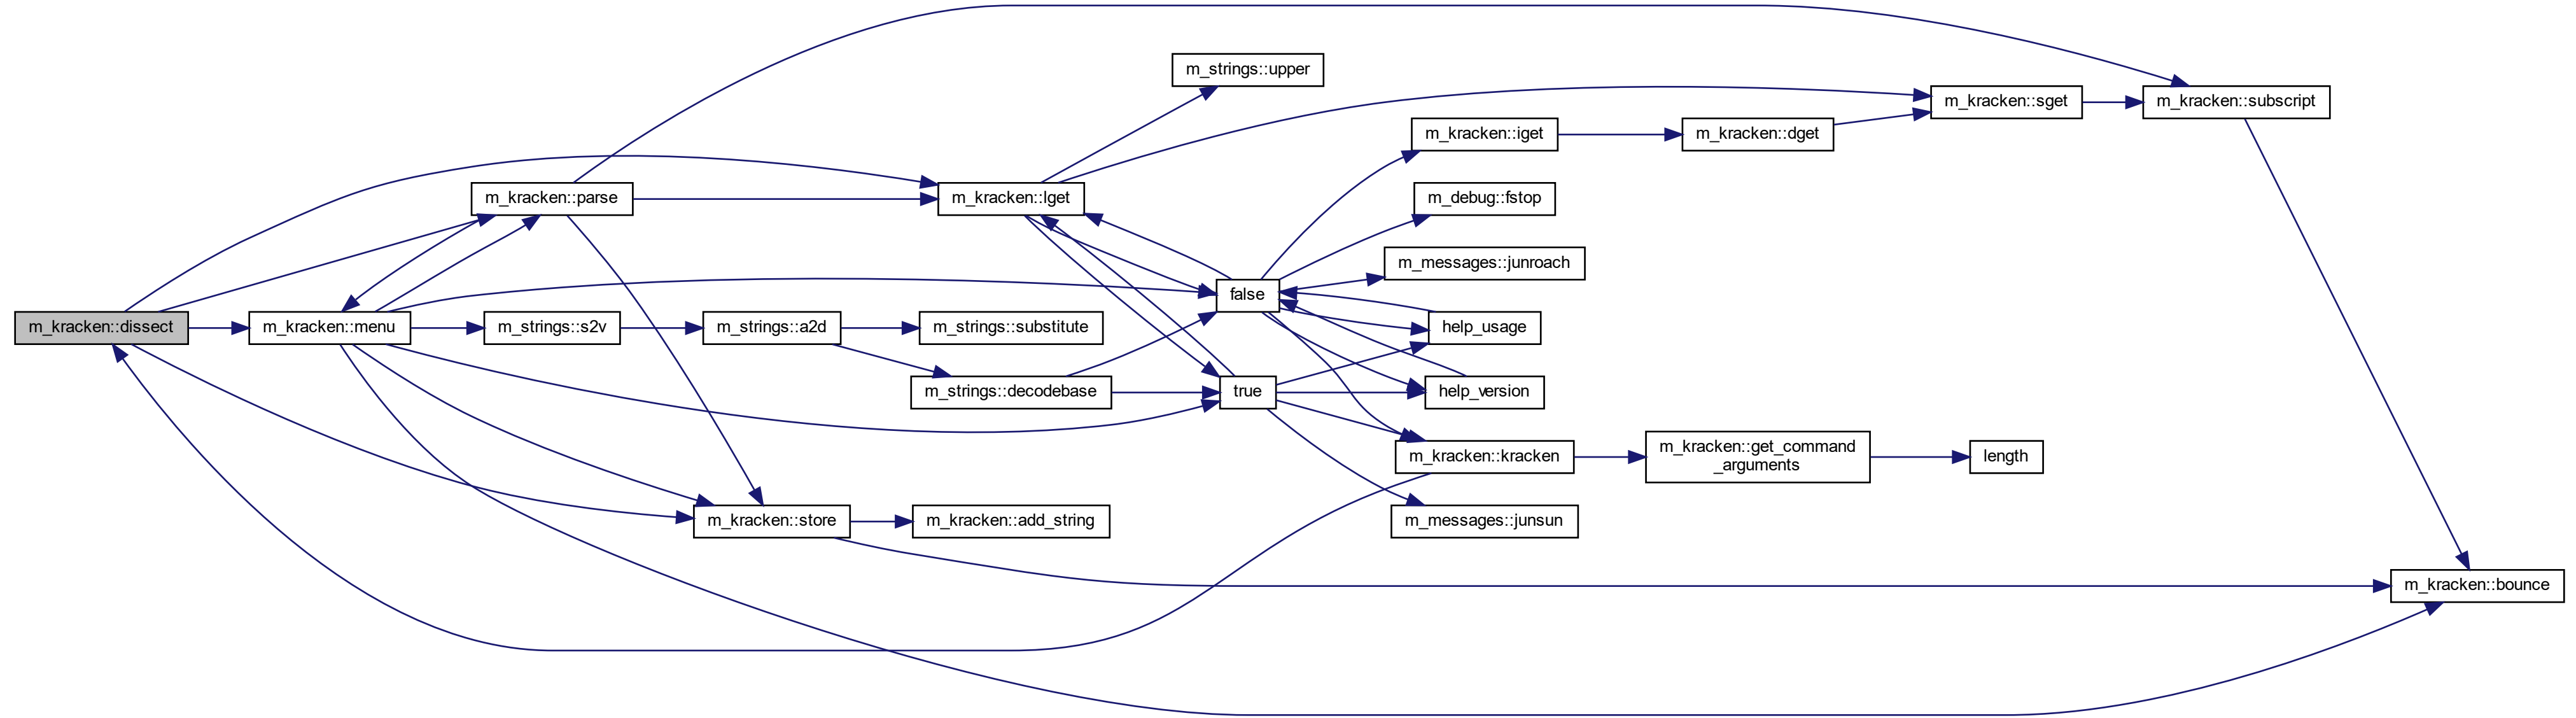 m_strings::upper
m_kracken::sget
m_kracken::subscript
m_kracken::iget
m_kracken::dget
m_kracken::parse
m_kracken::lget
m_debug::fstop
m_messages::junroach
false
m_kracken::dissect
m_kracken::menu
m_strings::s2v
m_strings::a2d
m_strings::substitute
help_usage
m_strings::decodebase
true
help_version
m_kracken::kracken
m_kracken::get_command
_arguments
length
m_kracken::store
m_kracken::add_string
m_messages::junsun
m_kracken::bounce